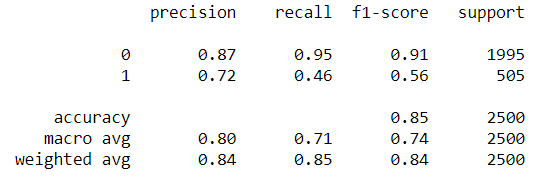 precision recall f1-score support
0 0.87 0.95 0.91 1995
1 0.72 0.46 0.56 505
accuracy 0.85 2500
macro avg 0.80 0.71 0.74 2500
weighted avg 0.84 0.85 0.84 2500